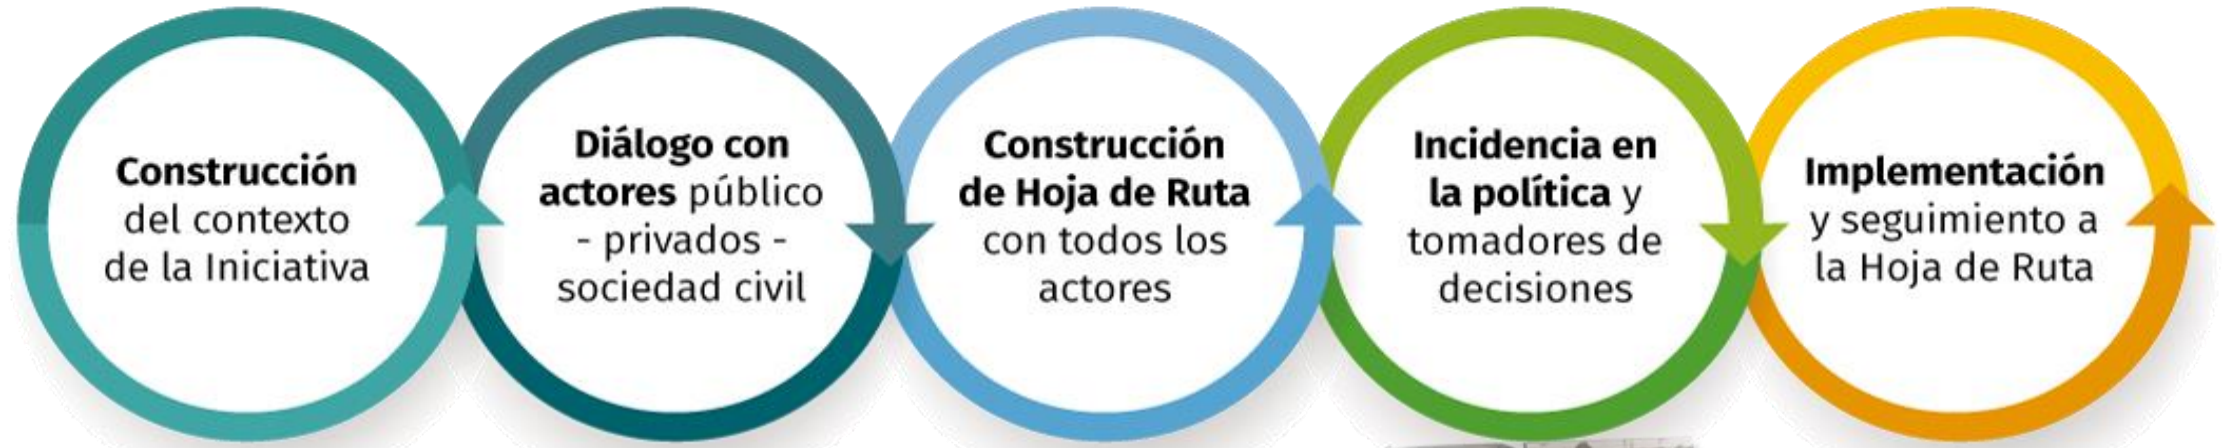 Construcción
del contexto
de la Iniciativa
Diálogo con
actores público
- privados -
sociedad civil
Construcción
de Hoja de Ruta
con todos los
actores
Incidencia en
la política y
tomadores de
decisiones
Implementación
y seguimiento a
la Hoja de Ruta